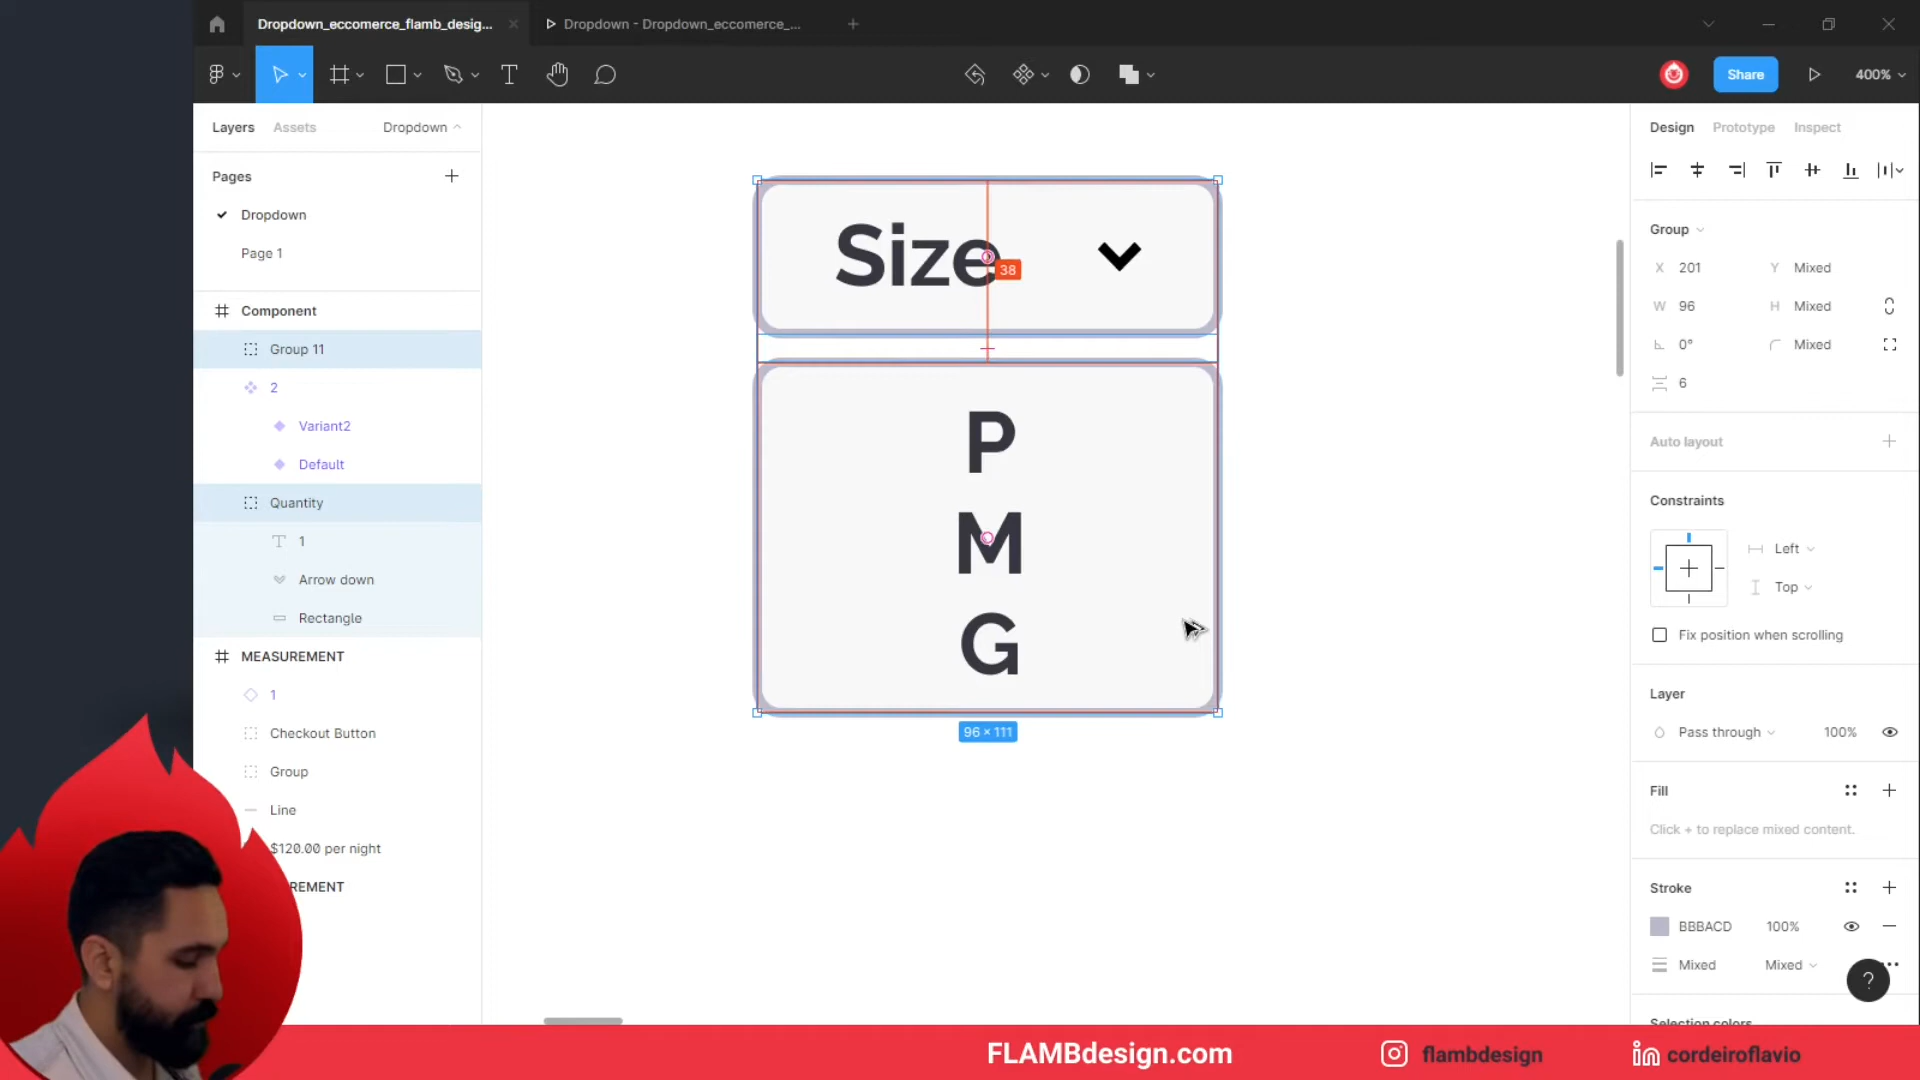 Dropdown_eccomerce_flamb_desig...
Dropdown - Dropdown_eccomerce_...
Share
400%
Layers
Assets
Dropdown
Pages
Dropdown
Page 1
Component
Group 11
2
Variant2
Default
Quantity
1
Arrow down
Rectangle
MEASUREMENT
1
Checkout Button
Group
Line
$120.00 per night
REMENT
Size
38
P
M
G
96 × 111
Design
Prototype
Inspect
Group
X 201
Y Mixed
W 96
H Mixed
0°
Mixed
6
Auto layout
Constraints
Left
Top
Fix position when scrolling
Layer
Pass through
100%
Fill
Click + to replace mixed content.
Stroke
BBBACD
100%
Mixed
Mixed
?
Selection colors
FLAMBdesign.com
flambdesign
in cordeiroflavio